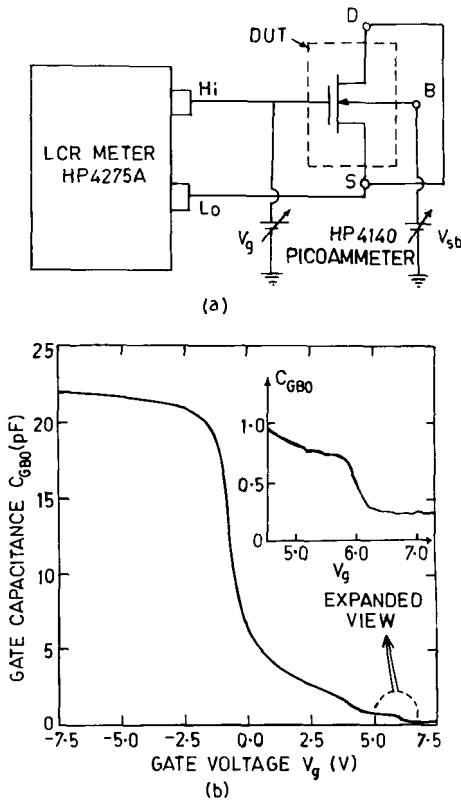 D
DUT
Hi
B
LCR METER
HP4275A
S
Lo
Vg
HP4140
PICOAMMETER
Vsb
(a)
GATE CAPACITANCE CGBO(pF)
25
20
15
10
5
0
CGBO
1·0
0·5
0
5·0 6·0 7·0
Vg
EXPANDED
VIEW
-7·5 -5·0 -2·5 0·0 2·5 5·0 7·5
GATE VOLTAGE Vg (V)
(b)